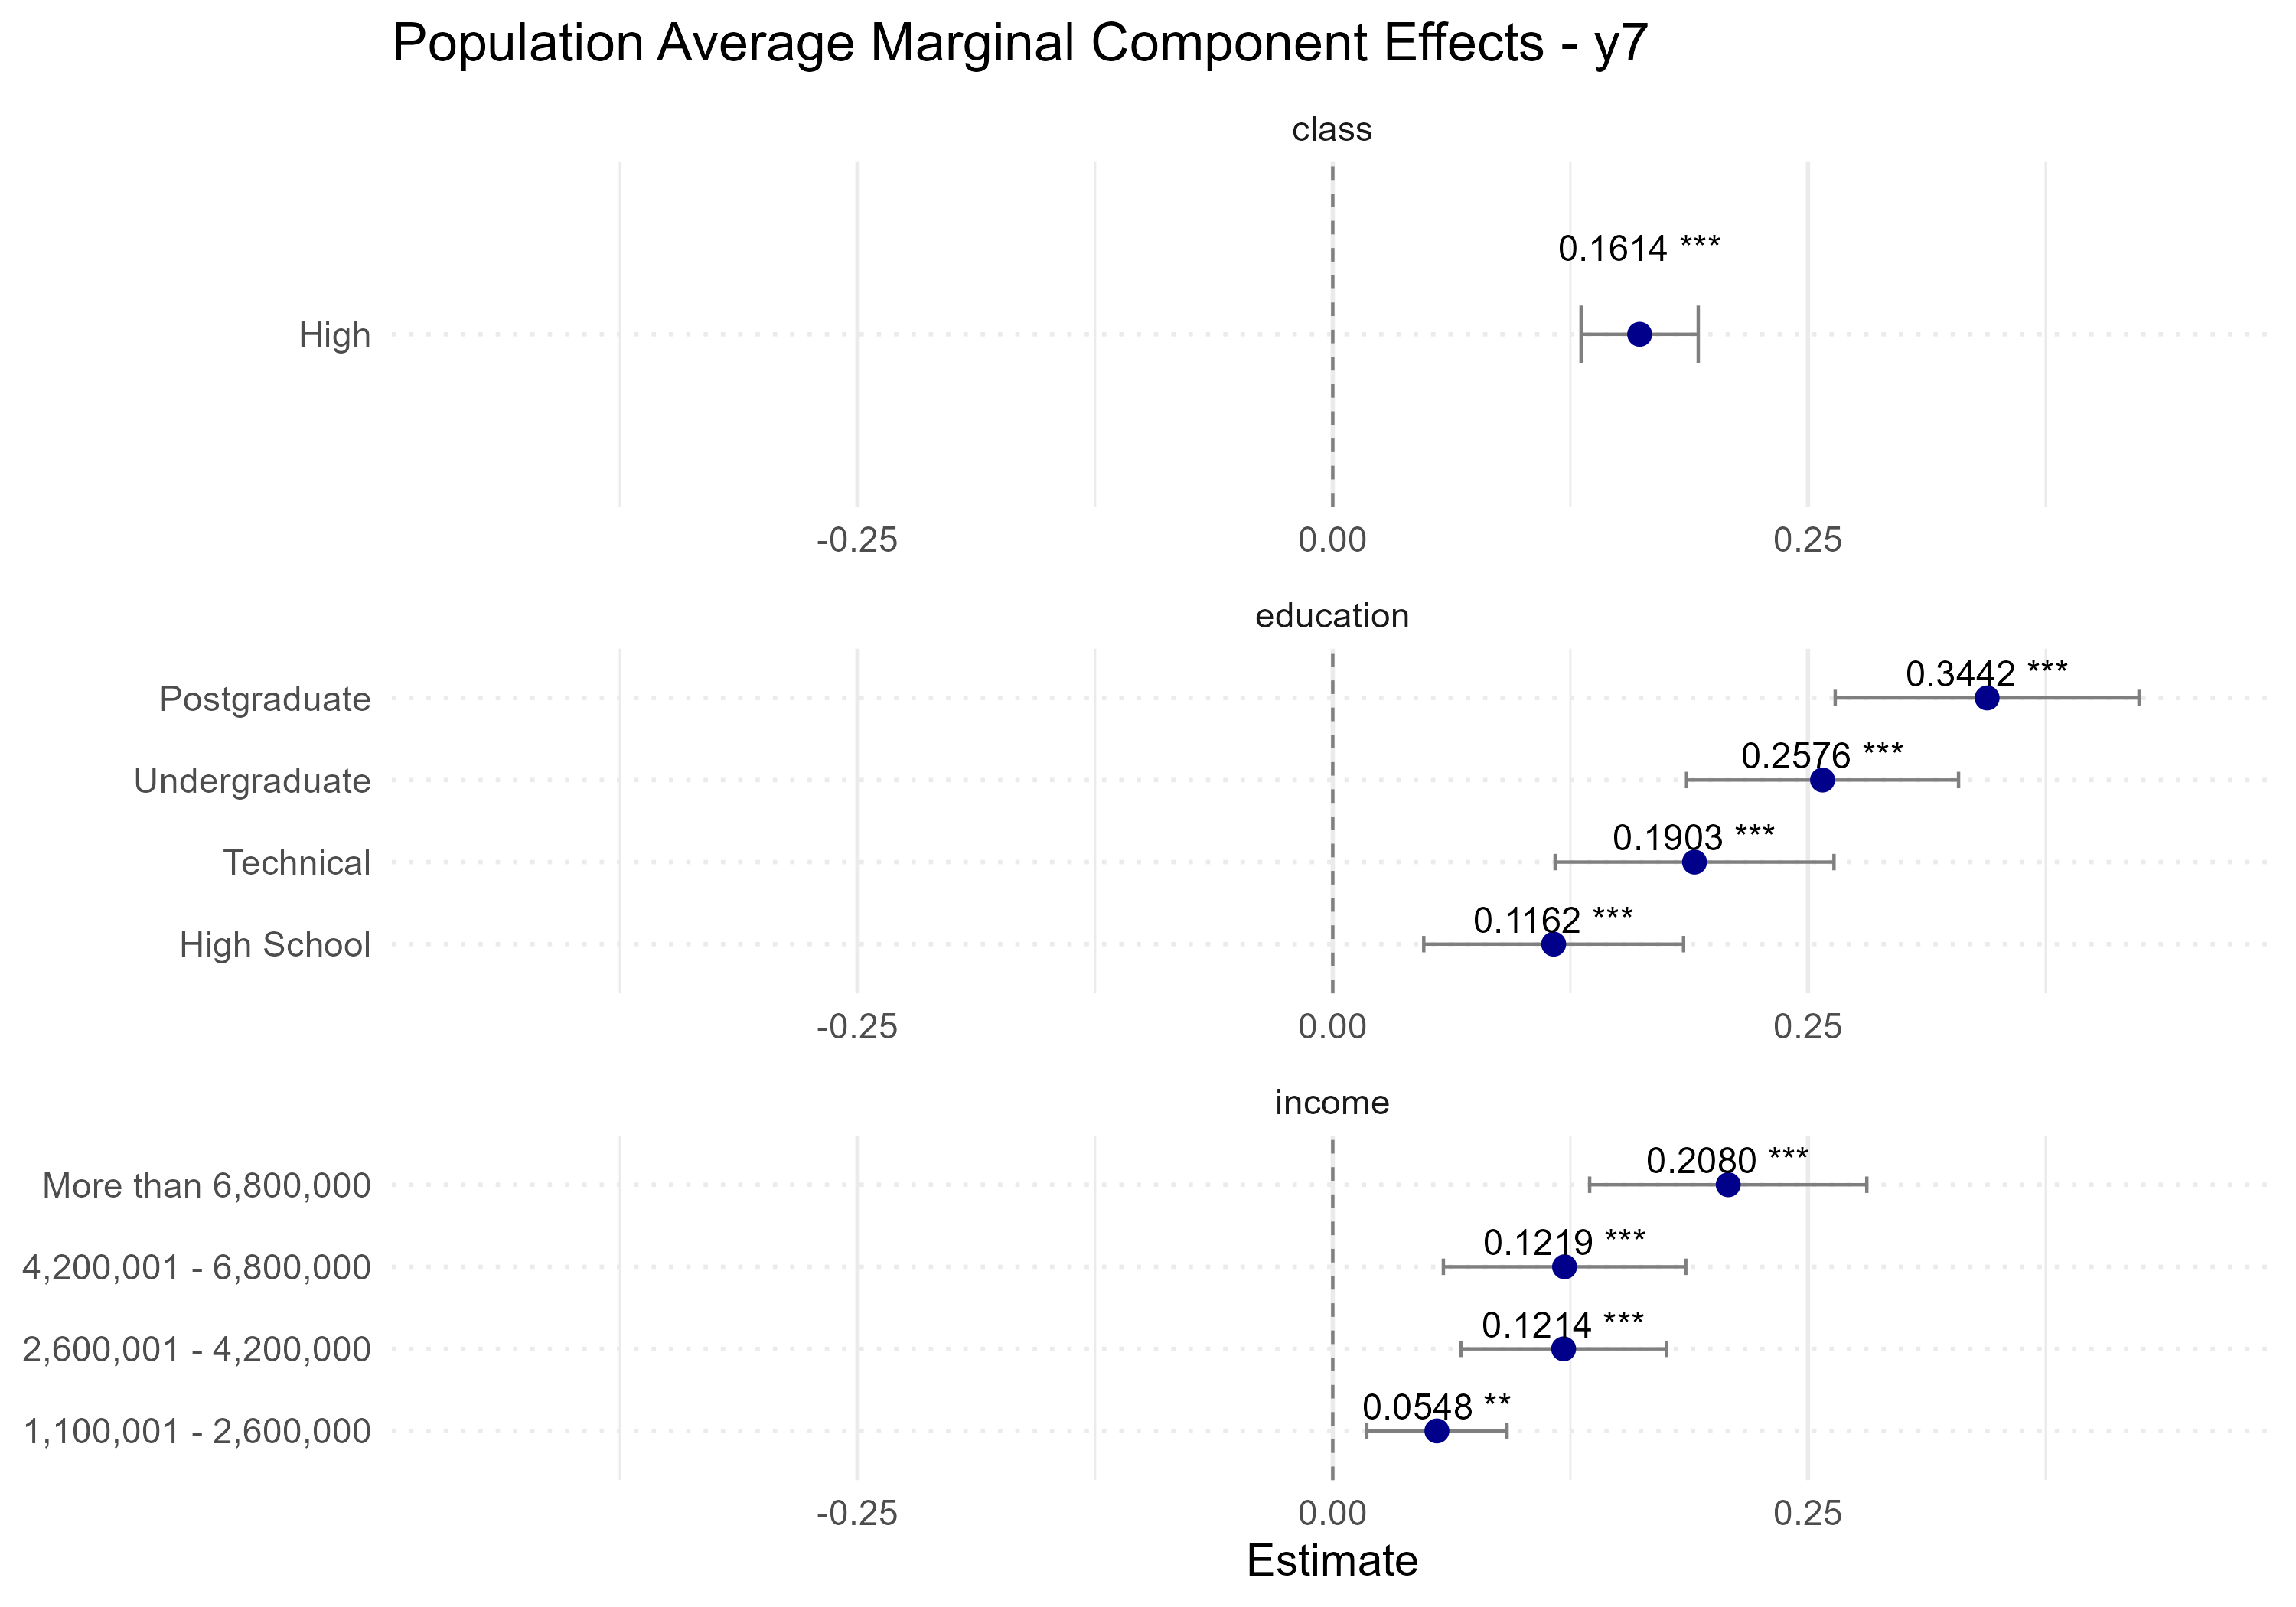 Population Average Marginal Component Effects - y7
class
0.1614 ***
High
-0.25 0.00 0.25
education
Postgraduate 0.3442 ***
Undergraduate 0.2576 ***
Technical 0.1903 ***
High School 0.1162 ***
-0.25 0.00 0.25
income
More than 6,800,000 0.2080 ***
4,200,001 - 6,800,000 0.1219 ***
2,600,001 - 4,200,000 0.1214 ***
1,100,001 - 2,600,000 0.0548 **
-0.25 0.00 0.25
Estimate